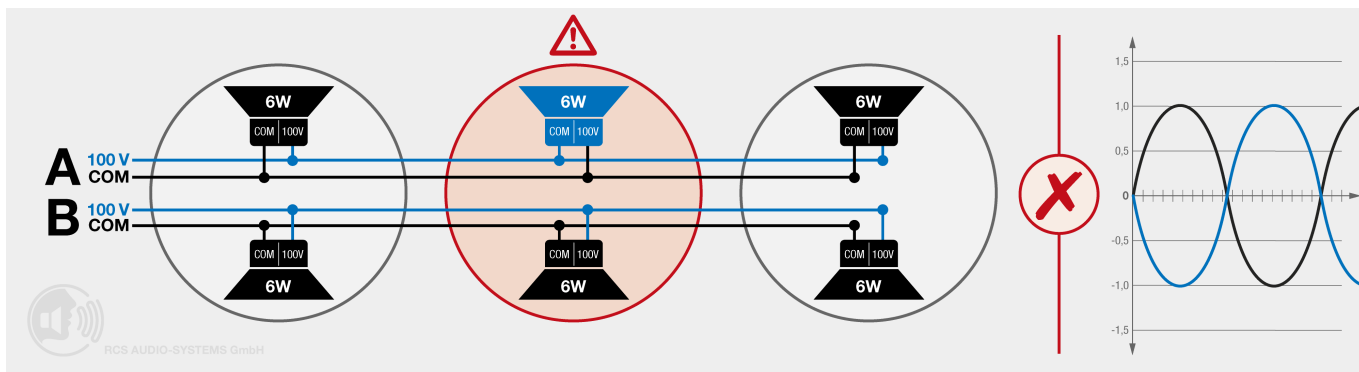 6W 6W 6W
COM 100V COM 100V COM 100V
A 100 V
COM
B 100 V
COM
COM 100V COM 100V COM 100V
6W 6W 6W
RCS AUDIO-SYSTEMS GmbH
1,5
1,0
0,5
0
-0,5
-1,0
-1,5